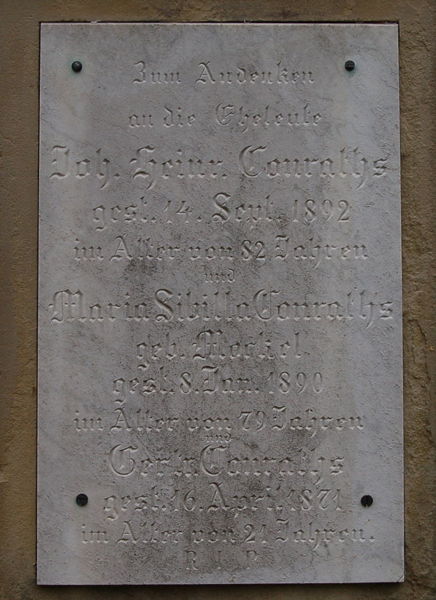 Zum Andenken
an die Eheleute
Joh. Heinr. Conraths
gest. 14. Sept. 1892
im Alter von 82 Jahren
und
Maria Sibilla Conraths
geb. Merkel
gest. 8. Jan. 1890
im Alter von 79 Jahren
und
Gertr. Conraths
gest. 16. April. 1871
im Alter von 21 Jahren.
R I P